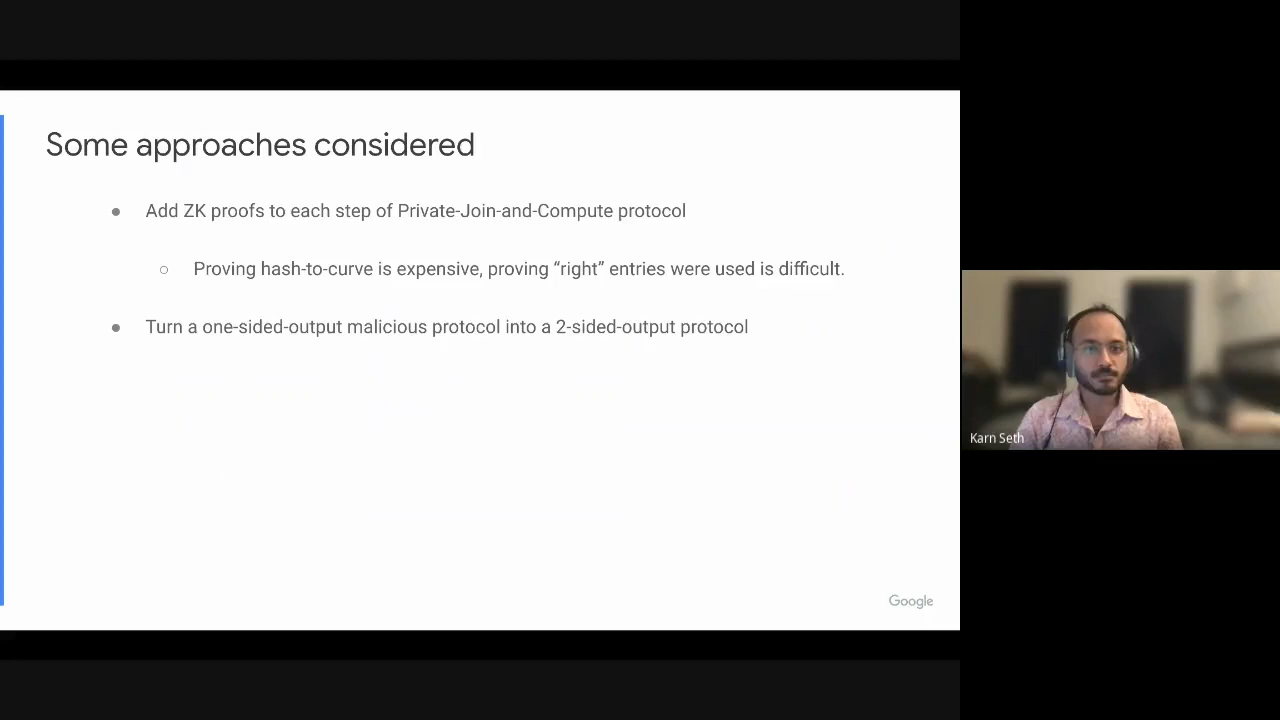 Some approaches considered
● Add ZK proofs to each step of Private-Join-and-Compute protocol
○ Proving hash-to-curve is expensive, proving “right” entries were used is difficult.
● Turn a one-sided-output malicious protocol into a 2-sided-output protocol
Karn Seth
Google